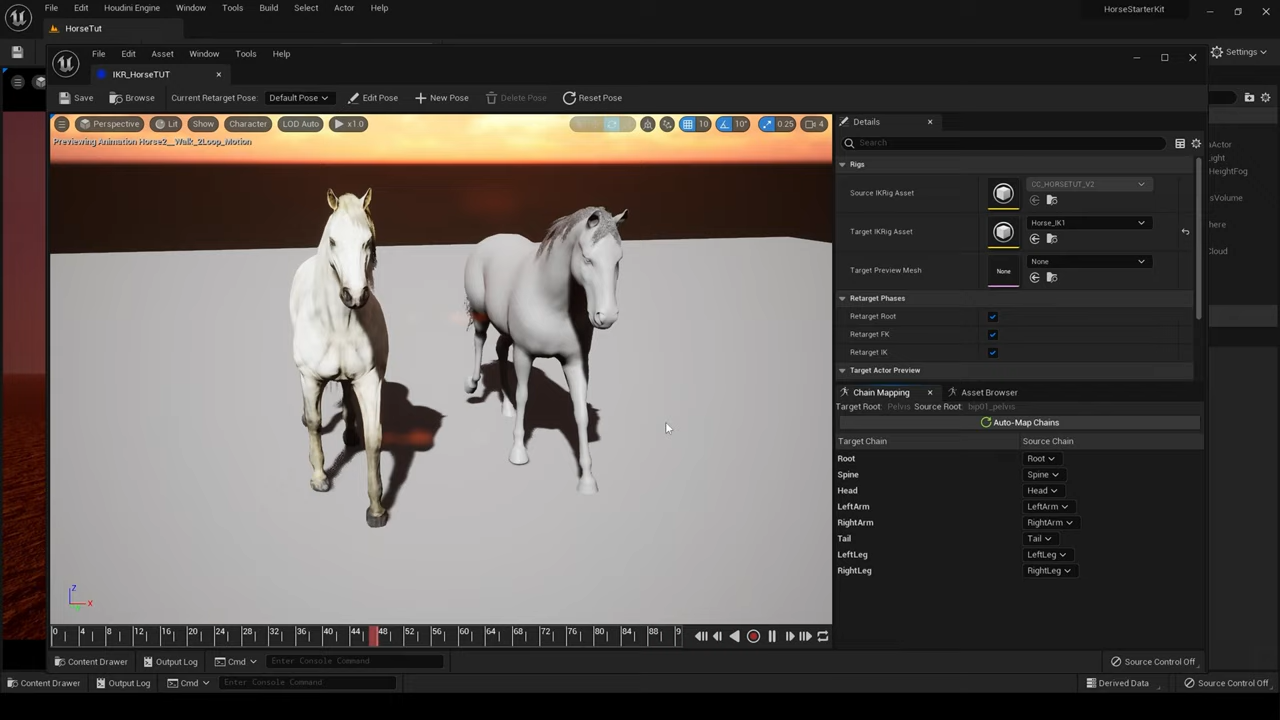 File Edit Houdini Engine Window Tools Build Select Actor Help HorseStarterKit
HorseTut
Settings
File Edit Asset Window Tools Help
IKR_HorseTUT
Save Browse Current Retarget Pose: Default Pose Edit Pose New Pose Delete Pose Reset Pose
Perspective Lit Show Character LOD Auto x1.0 10 10° 0.25 4
Previewing Animation Horse2__Walk_2Loop_Motion
Details
Search
Rigs
Source IKRig Asset CC_HORSETUT_V2
Target IKRig Asset Horse_IK1
Target Preview Mesh None None
Retarget Phases
Retarget Root
Retarget FK
Retarget IK
Target Actor Preview
Chain Mapping Asset Browser
Target Root: Pelvis Source Root: bip01_pelvis
Auto-Map Chains
Target Chain Source Chain
Root Root
Spine Spine
Head Head
LeftArm LeftArm
RightArm RightArm
Tail Tail
LeftLeg LeftLeg
RightLeg RightLeg
Actor
Light
HeightFog
sVolume
here
loud
Z
X
0 4 8 12 16 20 24 28 32 36 40 44 48 52 56 60 64 68 72 76 80 84 88 9
Content Drawer Output Log Cmd Enter Console Command Source Control Off
Content Drawer Output Log Cmd Enter Console Command Derived Data Source Control Off